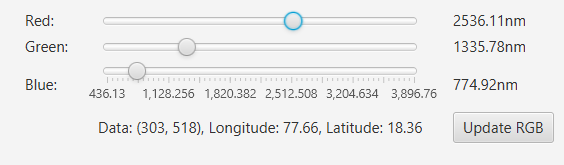 Red: 2536.11nm
Green: 1335.78nm
Blue: 774.92nm
436.13 1,128.256 1,820.382 2,512.508 3,204.634 3,896.76
Data: (303, 518), Longitude: 77.66, Latitude: 18.36 Update RGB